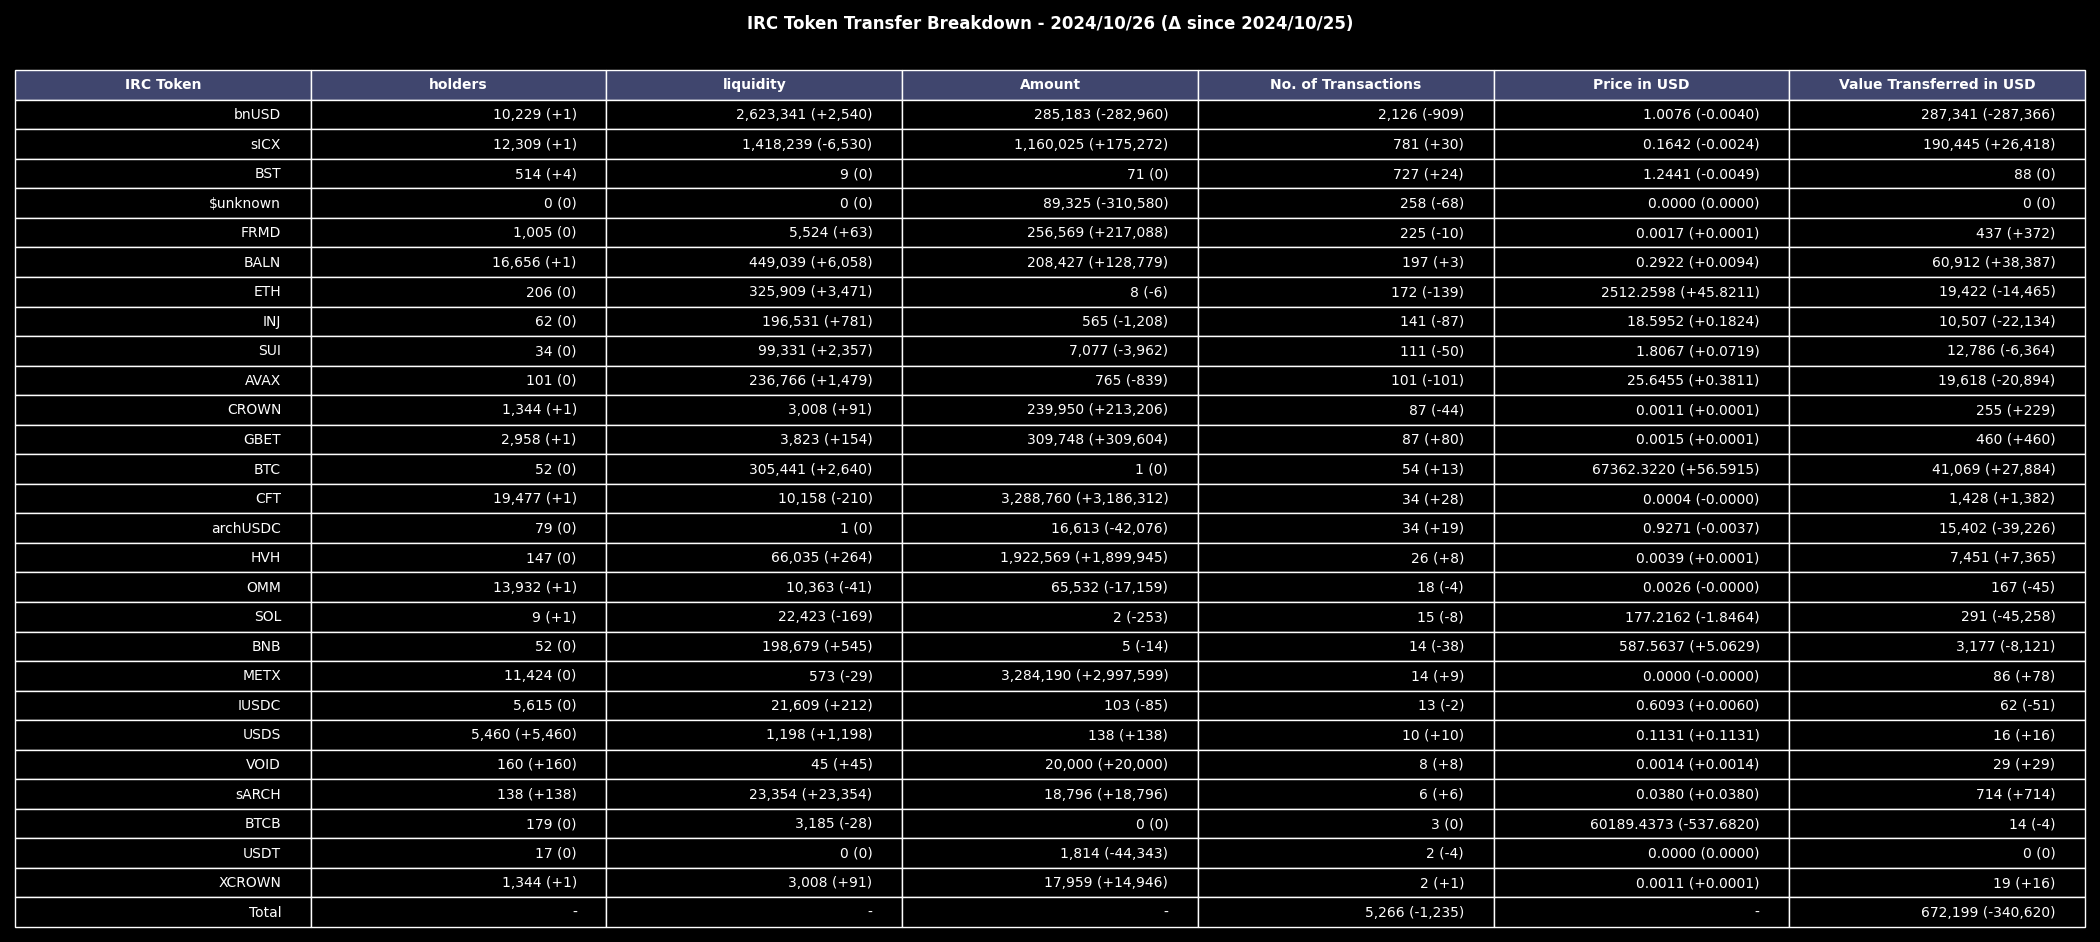 IRC Token Transfer Breakdown - 2024/10/26 (Δ since 2024/10/25)
IRC Token holders liquidity Amount No. of Transactions Price in USD Value Transferred in USD
bnUSD 10,229 (+1) 2,623,341 (+2,540) 285,183 (-282,960) 2,126 (-909) 1.0076 (-0.0040) 287,341 (-287,366)
sICX 12,309 (+1) 1,418,239 (-6,530) 1,160,025 (+175,272) 781 (+30) 0.1642 (-0.0024) 190,445 (+26,418)
BST 514 (+4) 9 (0) 71 (0) 727 (+24) 1.2441 (-0.0049) 88 (0)
$unknown 0 (0) 0 (0) 89,325 (-310,580) 258 (-68) 0.0000 (0.0000) 0 (0)
FRMD 1,005 (0) 5,524 (+63) 256,569 (+217,088) 225 (-10) 0.0017 (+0.0001) 437 (+372)
BALN 16,656 (+1) 449,039 (+6,058) 208,427 (+128,779) 197 (+3) 0.2922 (+0.0094) 60,912 (+38,387)
ETH 206 (0) 325,909 (+3,471) 8 (-6) 172 (-139) 2512.2598 (+45.8211) 19,422 (-14,465)
INJ 62 (0) 196,531 (+781) 565 (-1,208) 141 (-87) 18.5952 (+0.1824) 10,507 (-22,134)
SUI 34 (0) 99,331 (+2,357) 7,077 (-3,962) 111 (-50) 1.8067 (+0.0719) 12,786 (-6,364)
AVAX 101 (0) 236,766 (+1,479) 765 (-839) 101 (-101) 25.6455 (+0.3811) 19,618 (-20,894)
CROWN 1,344 (+1) 3,008 (+91) 239,950 (+213,206) 87 (-44) 0.0011 (+0.0001) 255 (+229)
GBET 2,958 (+1) 3,823 (+154) 309,748 (+309,604) 87 (+80) 0.0015 (+0.0001) 460 (+460)
BTC 52 (0) 305,441 (+2,640) 1 (0) 54 (+13) 67362.3220 (+56.5915) 41,069 (+27,884)
CFT 19,477 (+1) 10,158 (-210) 3,288,760 (+3,186,312) 34 (+28) 0.0004 (-0.0000) 1,428 (+1,382)
archUSDC 79 (0) 1 (0) 16,613 (-42,076) 34 (+19) 0.9271 (-0.0037) 15,402 (-39,226)
HVH 147 (0) 66,035 (+264) 1,922,569 (+1,899,945) 26 (+8) 0.0039 (+0.0001) 7,451 (+7,365)
OMM 13,932 (+1) 10,363 (-41) 65,532 (-17,159) 18 (-4) 0.0026 (-0.0000) 167 (-45)
SOL 9 (+1) 22,423 (-169) 2 (-253) 15 (-8) 177.2162 (-1.8464) 291 (-45,258)
BNB 52 (0) 198,679 (+545) 5 (-14) 14 (-38) 587.5637 (+5.0629) 3,177 (-8,121)
METX 11,424 (0) 573 (-29) 3,284,190 (+2,997,599) 14 (+9) 0.0000 (-0.0000) 86 (+78)
IUSDC 5,615 (0) 21,609 (+212) 103 (-85) 13 (-2) 0.6093 (+0.0060) 62 (-51)
USDS 5,460 (+5,460) 1,198 (+1,198) 138 (+138) 10 (+10) 0.1131 (+0.1131) 16 (+16)
VOID 160 (+160) 45 (+45) 20,000 (+20,000) 8 (+8) 0.0014 (+0.0014) 29 (+29)
sARCH 138 (+138) 23,354 (+23,354) 18,796 (+18,796) 6 (+6) 0.0380 (+0.0380) 714 (+714)
BTCB 179 (0) 3,185 (-28) 0 (0) 3 (0) 60189.4373 (-537.6820) 14 (-4)
USDT 17 (0) 0 (0) 1,814 (-44,343) 2 (-4) 0.0000 (0.0000) 0 (0)
XCROWN 1,344 (+1) 3,008 (+91) 17,959 (+14,946) 2 (+1) 0.0011 (+0.0001) 19 (+16)
Total - - - 5,266 (-1,235) - 672,199 (-340,620)